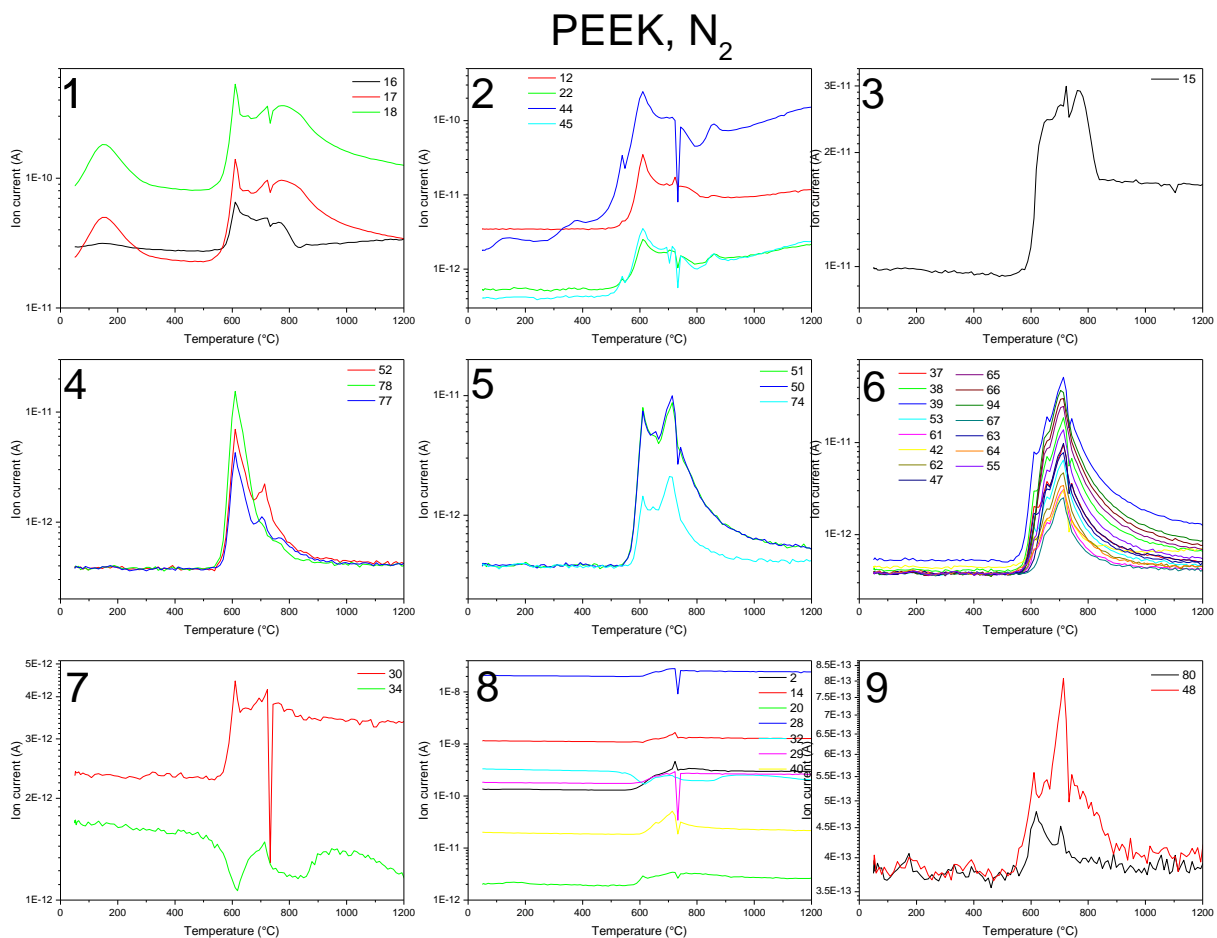 PEEK, N2
1
16
17
18
1E-10
1E-11
Ion current (A)
0 200 400 600 800 1000 1200
Temperature (°C)
2
12
22
44
45
1E-10
1E-11
1E-12
Ion current (A)
0 200 400 600 800 1000 1200
Temperature (°C)
3
15
3E-11
2E-11
1E-11
Ion current (A)
0 200 400 600 800 1000 1200
Temperature (°C)
4
52
78
77
1E-11
1E-12
Ion current (A)
0 200 400 600 800 1000 1200
Temperature (°C)
5
51
50
74
1E-11
1E-12
Ion current (A)
0 200 400 600 800 1000 1200
Temperature (°C)
6
37 65
38 66
39 94
53 67
61 63
42 64
62 55
47
1E-11
1E-12
Ion current (A)
0 200 400 600 800 1000 1200
Temperature (°C)
7
30
34
5E-12
4E-12
3E-12
2E-12
1E-12
Ion current (A)
0 200 400 600 800 1000 1200
Temperature (°C)
8
2
14
20
28
32
29
40
1E-8
1E-9
1E-10
1E-11
1E-12
Ion current (A)
0 200 400 600 800 1000 1200
Temperature (°C)
9
80
48
8.5E-13
8E-13
7.5E-13
7E-13
6.5E-13
6E-13
5.5E-13
5E-13
4.5E-13
4E-13
3.5E-13
Ion current (A)
0 200 400 600 800 1000 1200
Temperature (°C)